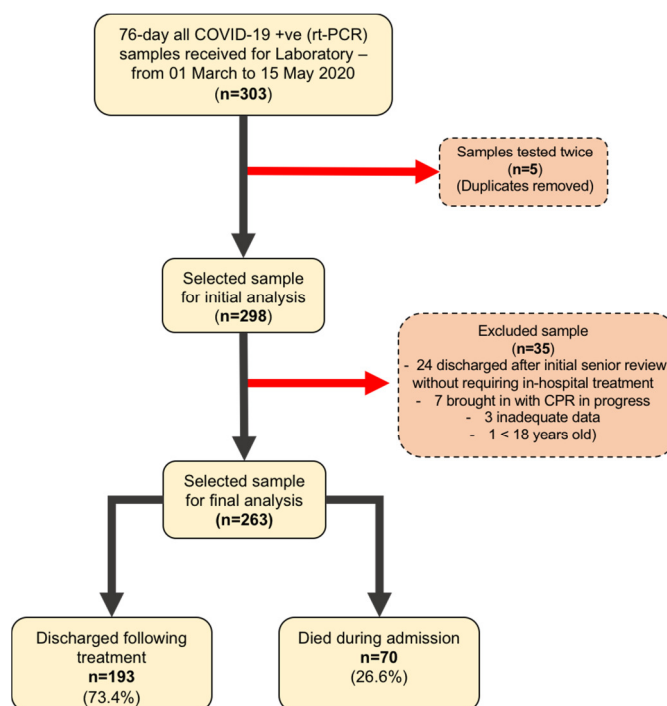 76-day all COVID-19 +ve (rt-PCR)
samples received for Laboratory –
from 01 March to 15 May 2020
(n=303)
Samples tested twice
(n=5)
(Duplicates removed)
Selected sample
for initial analysis
(n=298)
Excluded sample
(n=35)
- 24 discharged after initial senior review
without requiring in-hospital treatment
- 7 brought in with CPR in progress
- 3 inadequate data
- 1 < 18 years old)
Selected sample
for final analysis
(n=263)
Discharged following
treatment
n=193
(73.4%)
Died during admission
n=70
(26.6%)